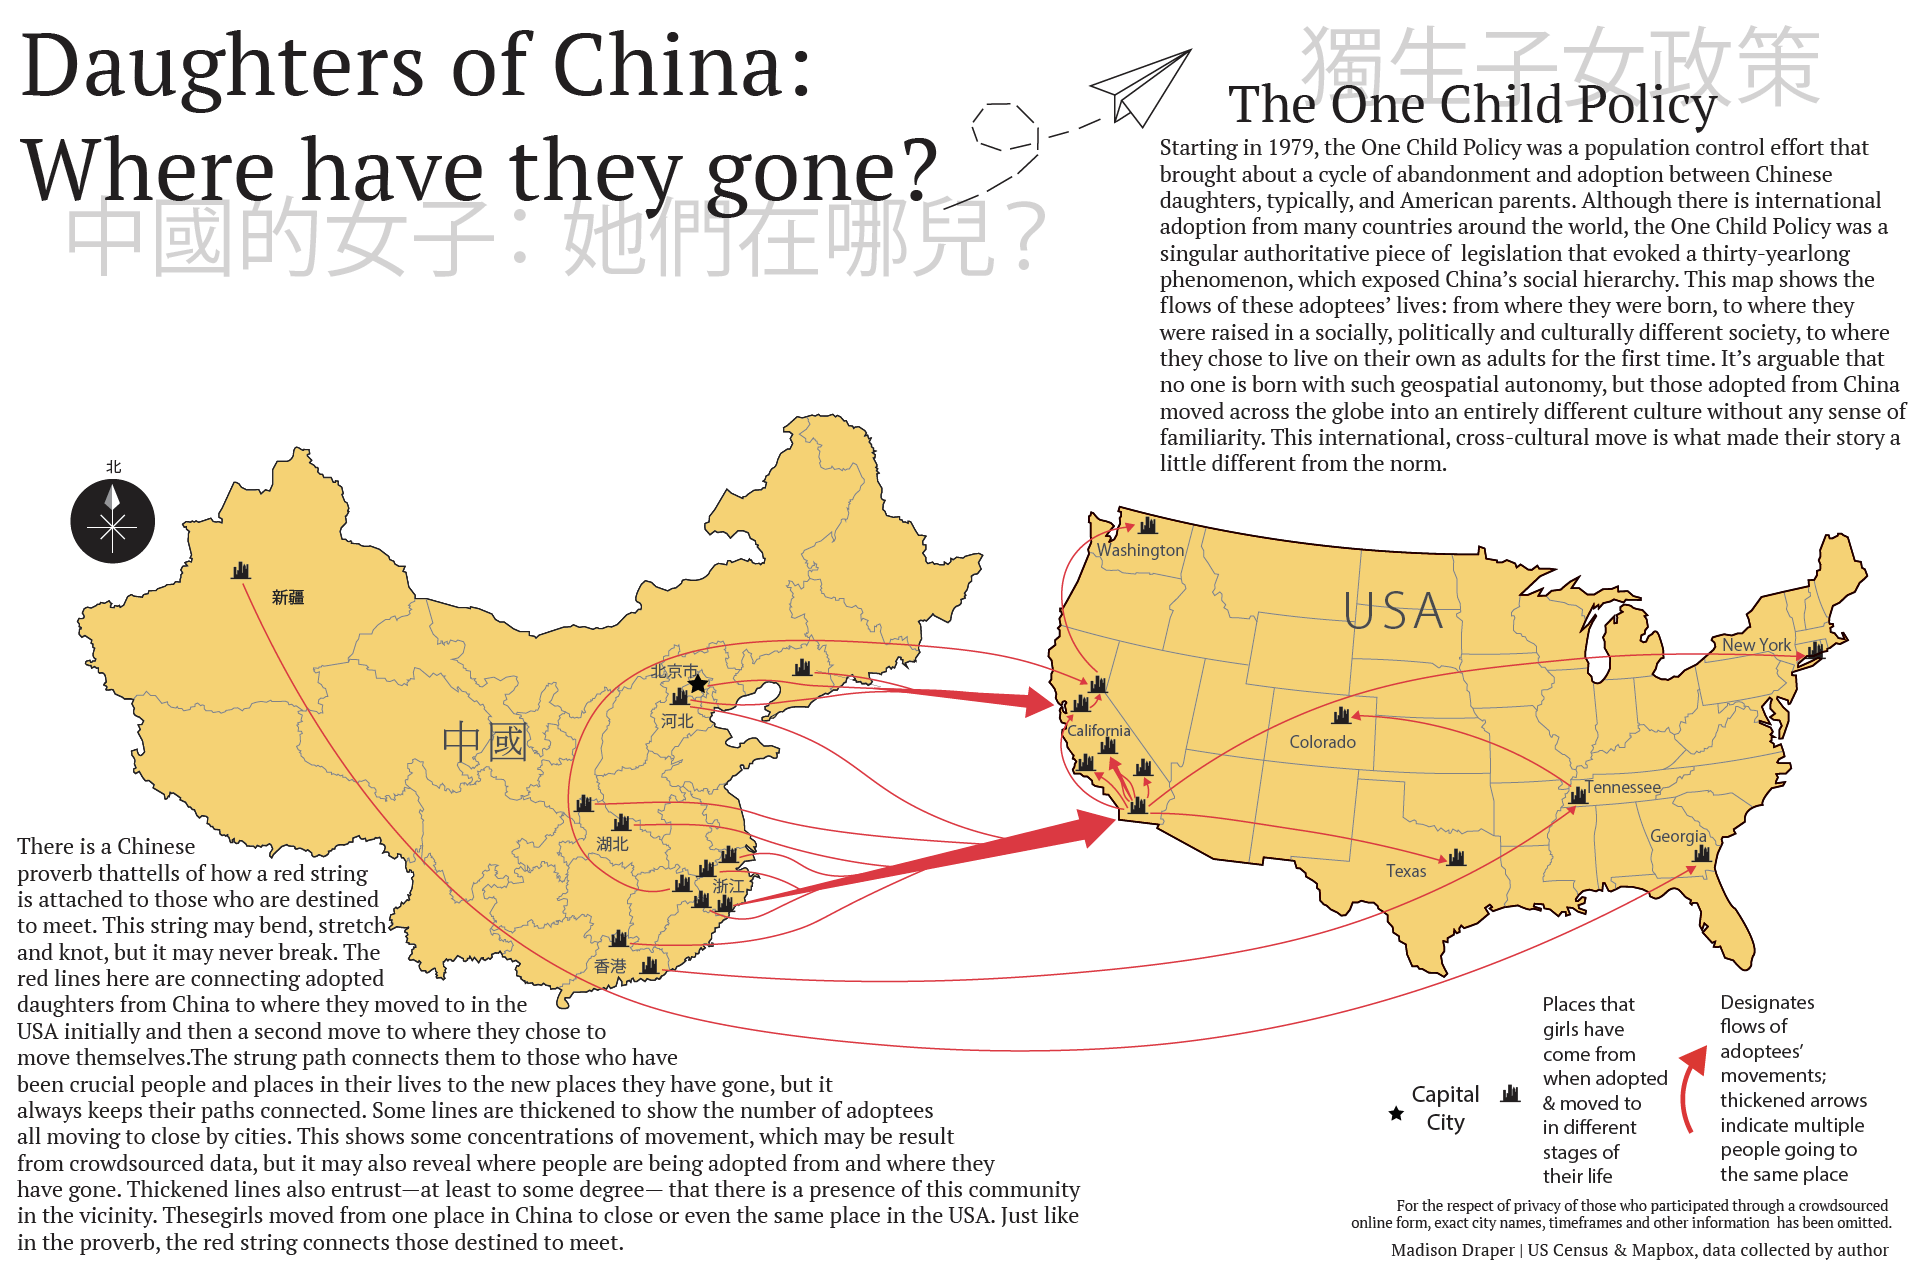 Daughters of China:
Where have they gone?
中國的女子：她們在哪兒？
獨生子女政策
The One Child Policy
Starting in 1979, the One Child Policy was a population control effort that
brought about a cycle of abandonment and adoption between Chinese
daughters, typically, and American parents. Although there is international
adoption from many countries around the world, the One Child Policy was a
singular authoritative piece of  legislation that evoked a thirty-yearlong
phenomenon, which exposed China's social hierarchy. This map shows the
flows of these adoptees' lives: from where they were born, to where they
were raised in a socially, politically and culturally different society, to where
they chose to live on their own as adults for the first time. It's arguable that
no one is born with such geospatial autonomy, but those adopted from China
moved across the globe into an entirely different culture without any sense of
familiarity. This international, cross-cultural move is what made their story a
little different from the norm.
北
新疆
北京市
河北
中國
湖北
浙江
香港
USA
Washington
New York
California
Colorado
Tennessee
Georgia
Texas
There is a Chinese
proverb thattells of how a red string
is attached to those who are destined
to meet. This string may bend, stretch
and knot, but it may never break. The
red lines here are connecting adopted
daughters from China to where they moved to in the
USA initially and then a second move to where they chose to
move themselves.The strung path connects them to those who have
been crucial people and places in their lives to the new places they have gone, but it
always keeps their paths connected. Some lines are thickened to show the number of adoptees
all moving to close by cities. This shows some concentrations of movement, which may be result
from crowdsourced data, but it may also reveal where people are being adopted from and where they
have gone. Thickened lines also entrust—at least to some degree— that there is a presence of this community
in the vicinity. Thesegirls moved from one place in China to close or even the same place in the USA. Just like
in the proverb, the red string connects those destined to meet.
Capital
City
Places that
girls have
come from
when adopted
& moved to
in different
stages of
their life
Designates
flows of
adoptees'
movements;
thickened arrows
indicate multiple
people going to
the same place
For the respect of privacy of those who participated through a crowdsourced
online form, exact city names, timeframes and other information  has been omitted.
Madison Draper | US Census & Mapbox, data collected by author